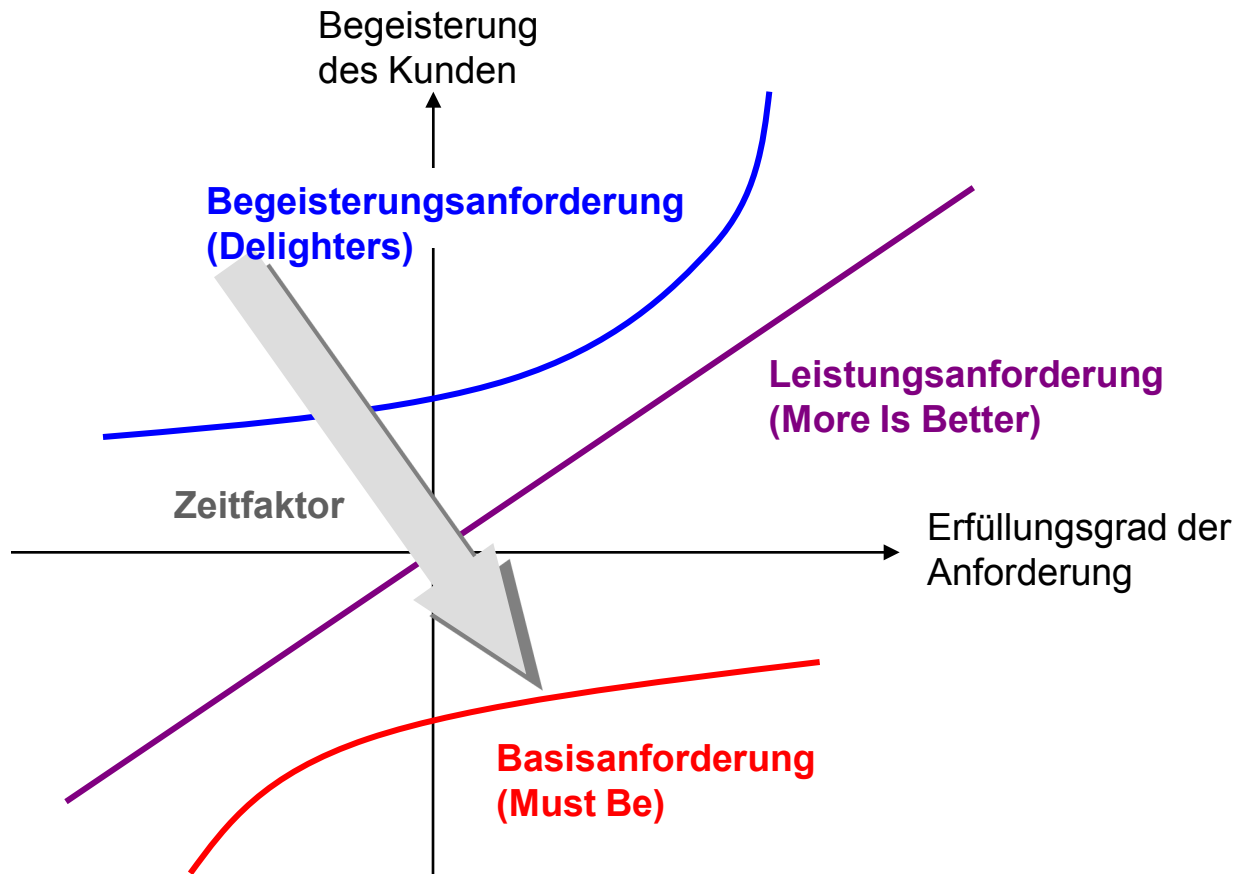 Begeisterung
des Kunden
Begeisterungsanforderung
(Delighters)
Leistungsanforderung
(More Is Better)
Zeitfaktor
Erfüllungsgrad der
Anforderung
Basisanforderung
(Must Be)